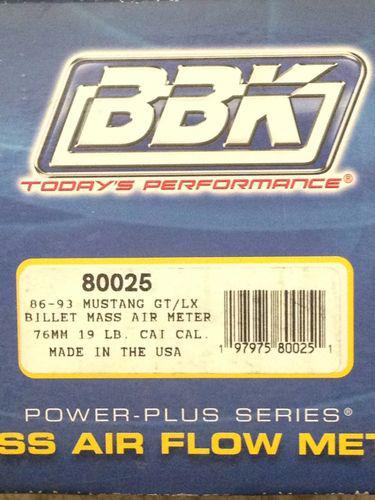 BBK
TODAY'S PERFORMANCE®
80025
86-93 MUSTANG GT/LX
BILLET MASS AIR METER
76MM 19 LB. CAI CAL.
MADE IN THE USA
1 97975 80025 1
POWER-PLUS SERIES®
SS AIR FLOW MET